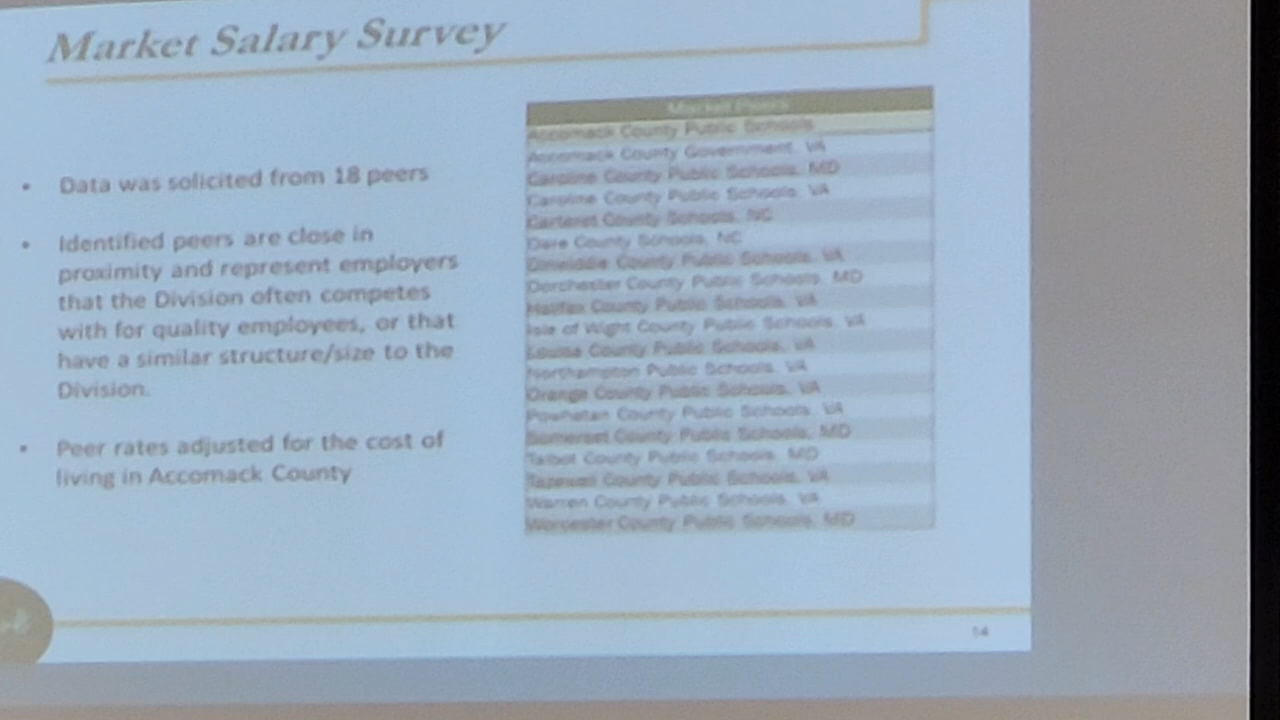 Market Salary Survey
• Data was solicited from 18 peers
• Identified peers are close in
proximity and represent employers
that the Division often competes
with for quality employees, or that
have a similar structure/size to the
Division.
• Peer rates adjusted for the cost of
living in Accomack County
Market Peers
Accomack County Public Schools
Accomack County Government, VA
Caroline County Public Schools, MD
Caroline County Public Schools, VA
Carteret County Schools, NC
Dare County Schools, NC
Dinwiddie County Public Schools, VA
Dorchester County Public Schools, MD
Halifax County Public Schools, VA
Isle of Wight County Public Schools, VA
Louisa County Public Schools, VA
Northampton Public Schools, VA
Orange County Public Schools, VA
Powhatan County Public Schools, VA
Somerset County Public Schools, MD
Talbot County Public Schools, MD
Tazewell County Public Schools, VA
Warren County Public Schools, VA
Worcester County Public Schools, MD
14